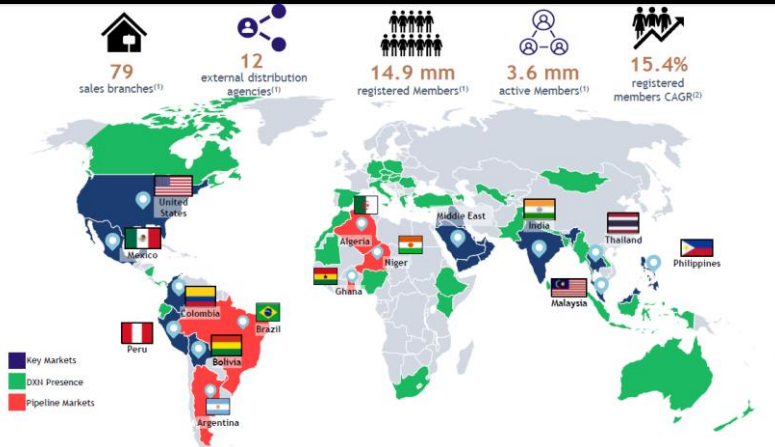 79
sales branches(1)
12
external distribution
agencies(1)
14.9 mm
registered Members(1)
3.6 mm
active Members(1)
15.4%
registered
members CAGR(2)
United
States
Mexico
Colombia
Peru
Brazil
Bolivia
Argentina
Algeria
Niger
Ghana
Middle East
India
Thailand
Philippines
Malaysia
Key Markets
DXN Presence
Pipeline Markets